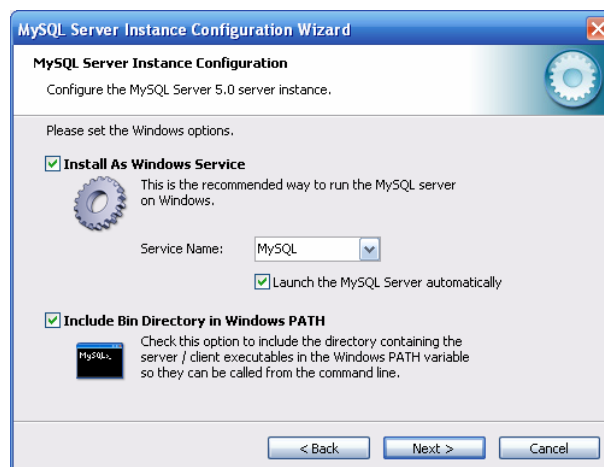 MySQL Server Instance Configuration Wizard
MySQL Server Instance Configuration
Configure the MySQL Server 5.0 server instance.
Please set the Windows options.
Install As Windows Service
This is the recommended way to run the MySQL server
on Windows.
Service Name: MySQL
Launch the MySQL Server automatically
Include Bin Directory in Windows PATH
Check this option to include the directory containing the
server / client executables in the Windows PATH variable
so they can be called from the command line.
MySQL>_
< Back Next > Cancel